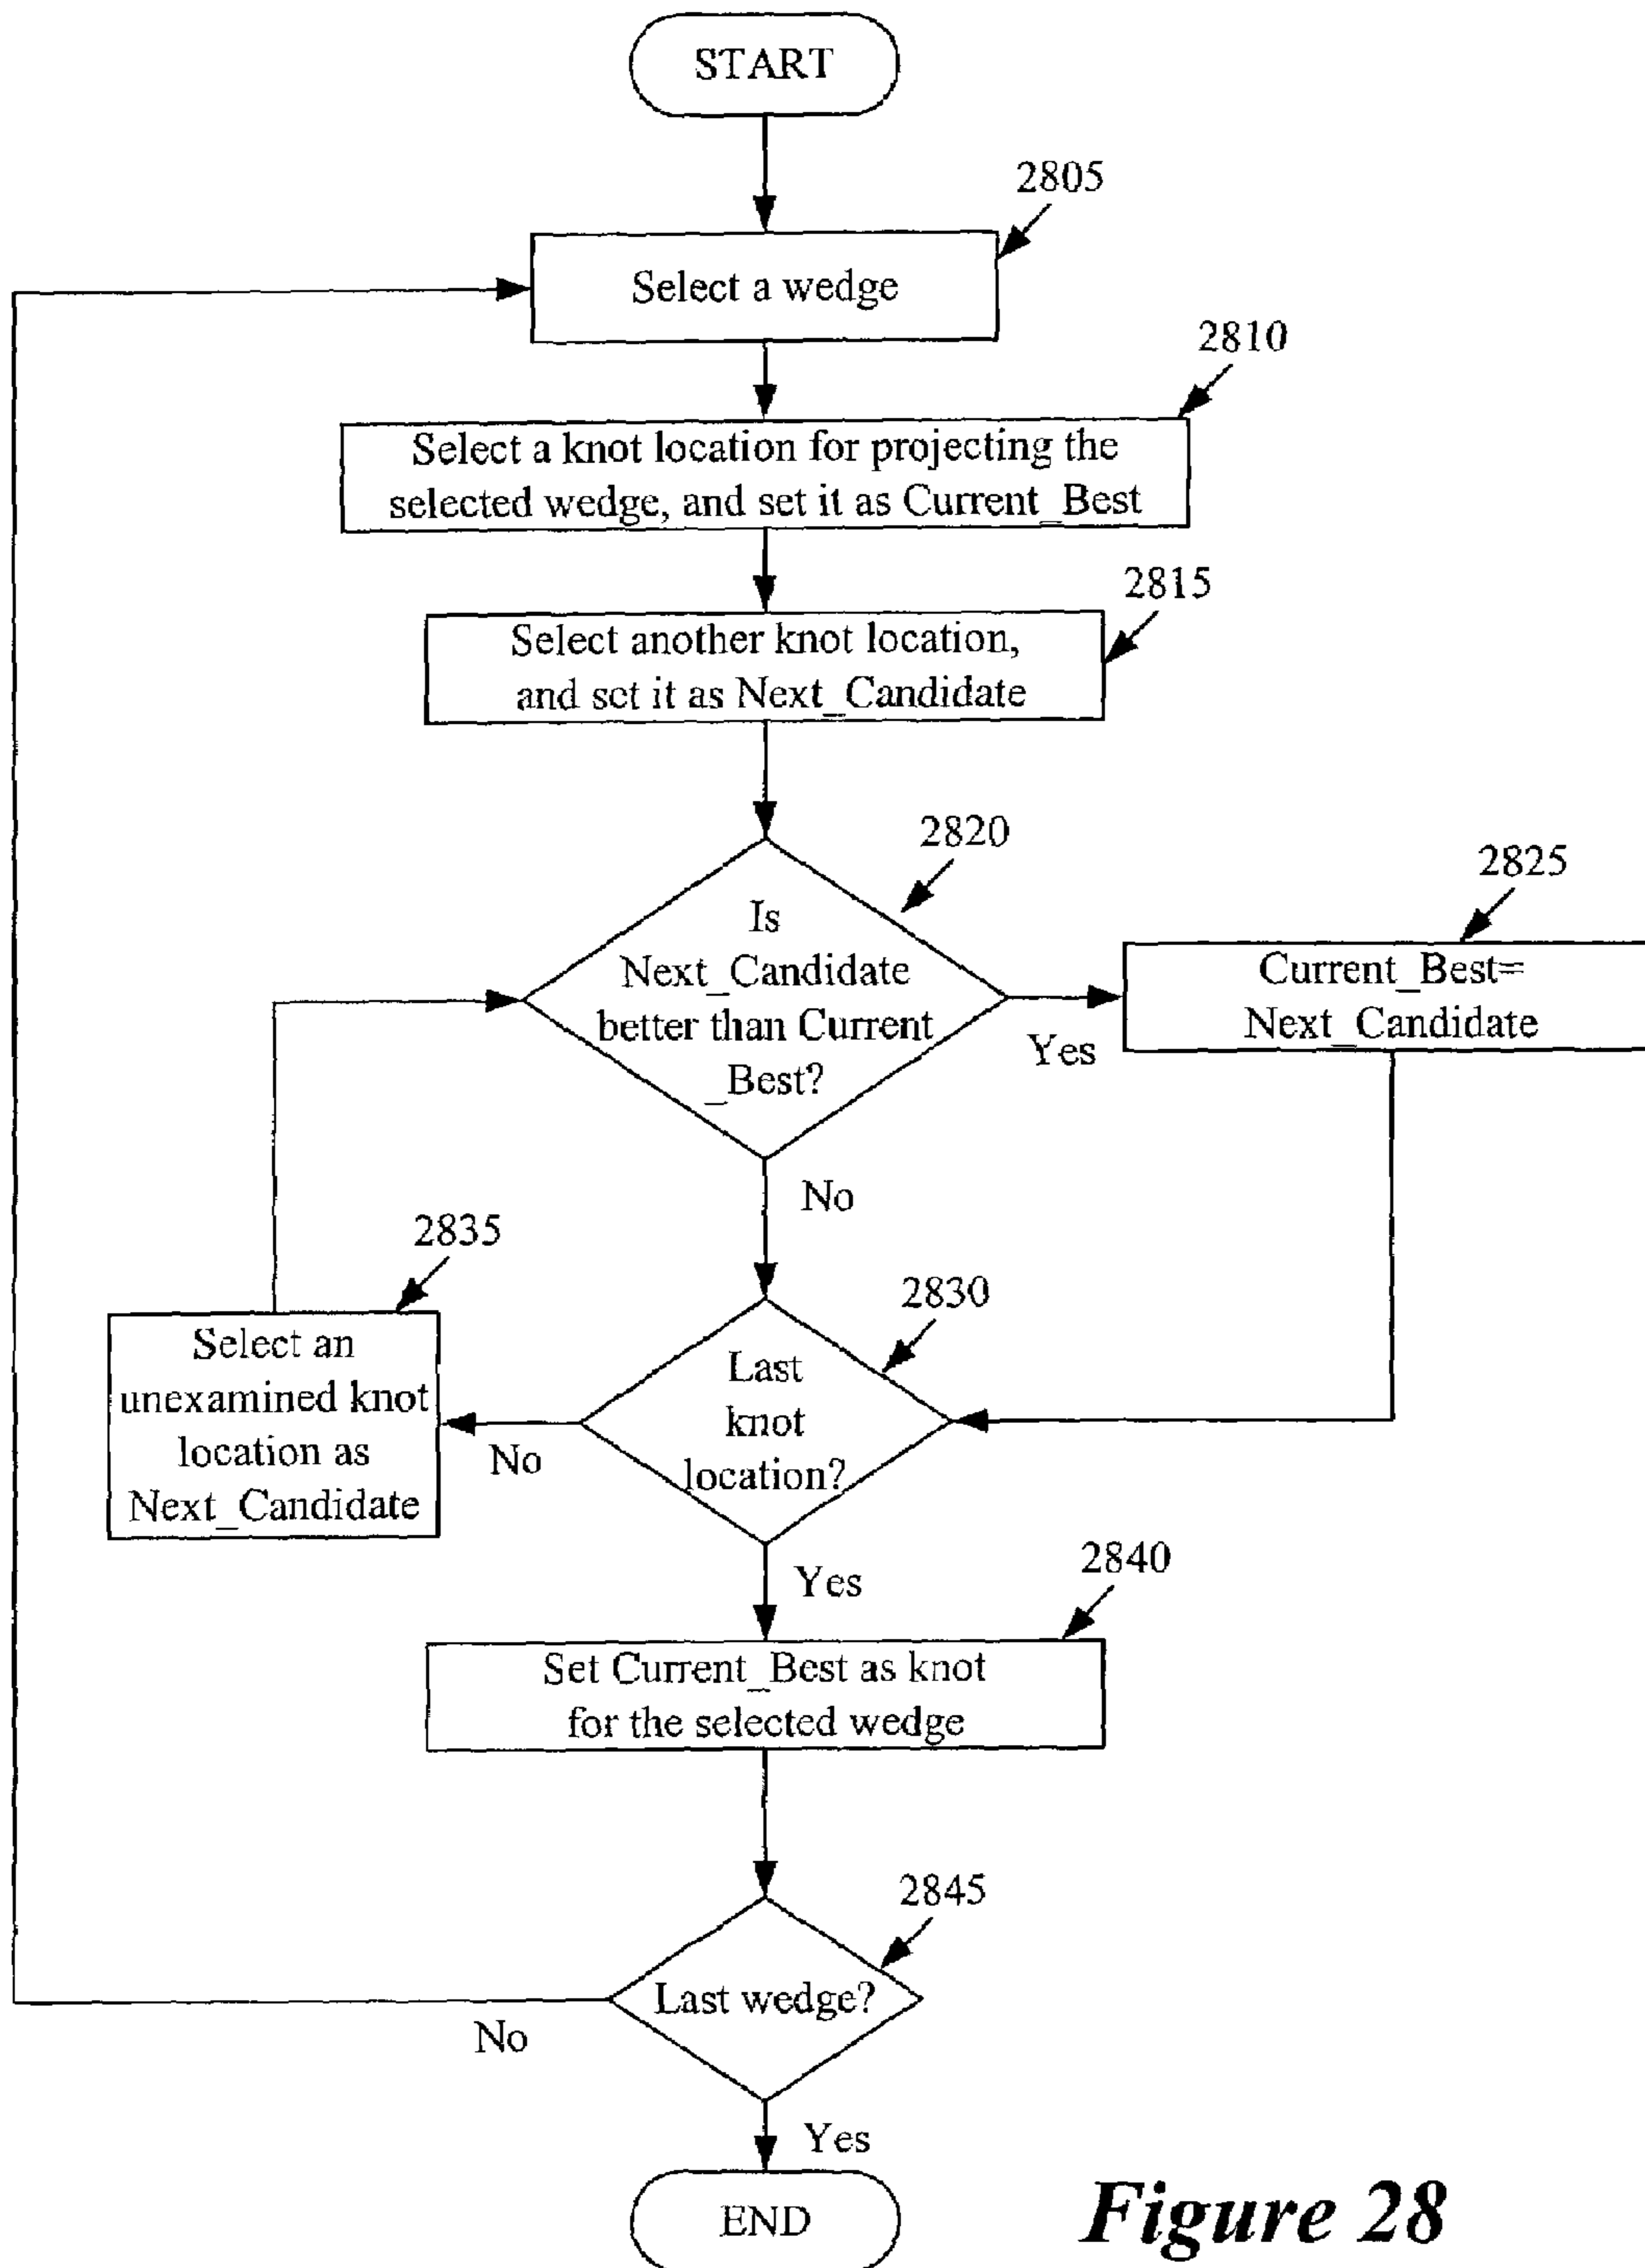 START
2805
Select a wedge
2810
Select a knot location for projecting the
selected wedge, and set it as Current_Best
2815
Select another knot location,
and set it as Next_Candidate
2820
Is
Next_Candidate
better than Current
_Best?
Yes
2825
Current_Best=
Next_Candidate
No
2835
Select an
unexamined knot
location as
Next_Candidate
2830
Last
knot
location?
No
Yes
2840
Set Current_Best as knot
for the selected wedge
2845
Last wedge?
No
Yes
END
Figure 28